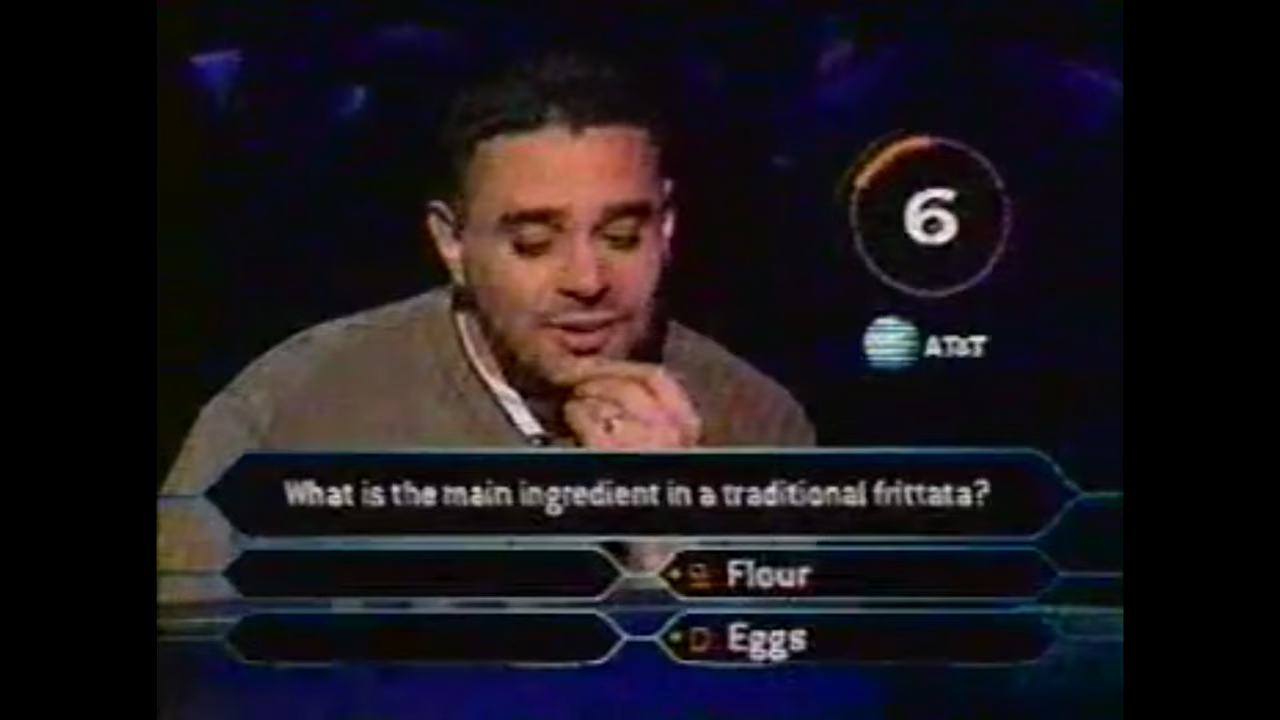 6
AT&T
What is the main ingredient in a traditional frittata?
B: Flour
D: Eggs